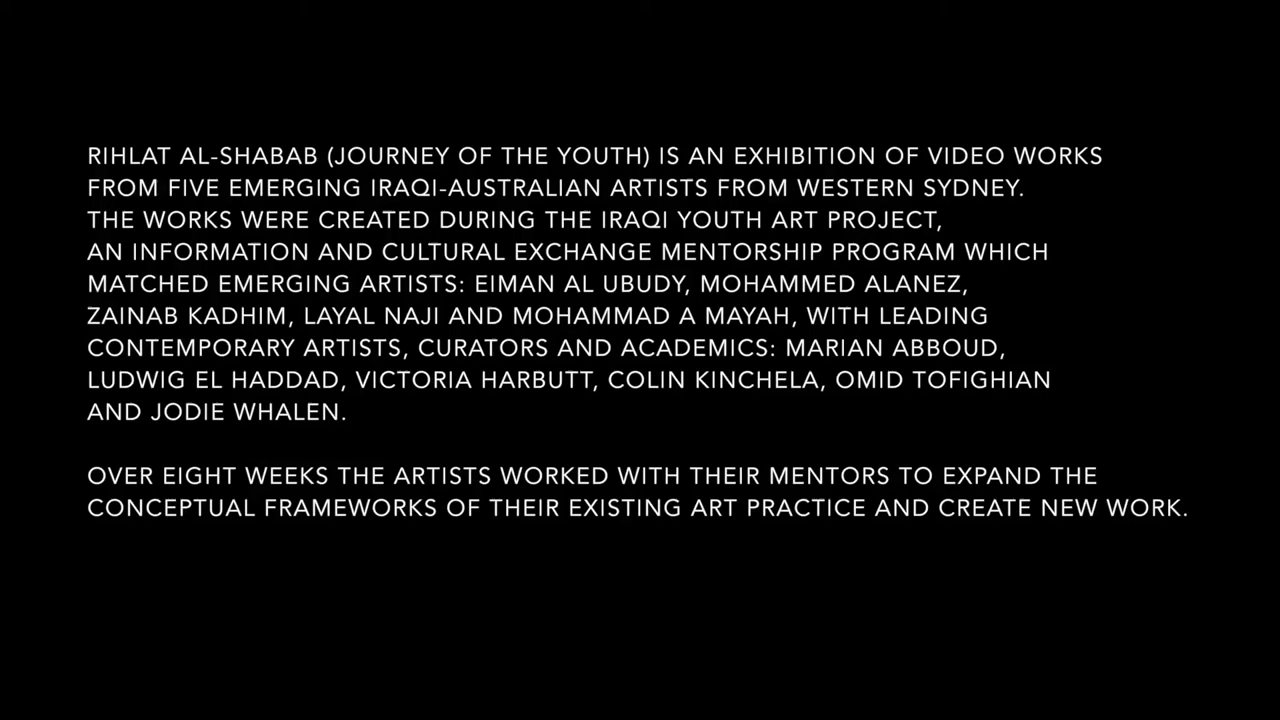 RIHLAT AL-SHABAB (JOURNEY OF THE YOUTH) IS AN EXHIBITION OF VIDEO WORKS
FROM FIVE EMERGING IRAQI-AUSTRALIAN ARTISTS FROM WESTERN SYDNEY.
THE WORKS WERE CREATED DURING THE IRAQI YOUTH ART PROJECT,
AN INFORMATION AND CULTURAL EXCHANGE MENTORSHIP PROGRAM WHICH
MATCHED EMERGING ARTISTS: EIMAN AL UBUDY, MOHAMMED ALANEZ,
ZAINAB KADHIM, LAYAL NAJI AND MOHAMMAD A MAYAH, WITH LEADING
CONTEMPORARY ARTISTS, CURATORS AND ACADEMICS: MARIAN ABBOUD,
LUDWIG EL HADDAD, VICTORIA HARBUTT, COLIN KINCHELA, OMID TOFIGHIAN
AND JODIE WHALEN.
OVER EIGHT WEEKS THE ARTISTS WORKED WITH THEIR MENTORS TO EXPAND THE
CONCEPTUAL FRAMEWORKS OF THEIR EXISTING ART PRACTICE AND CREATE NEW WORK.